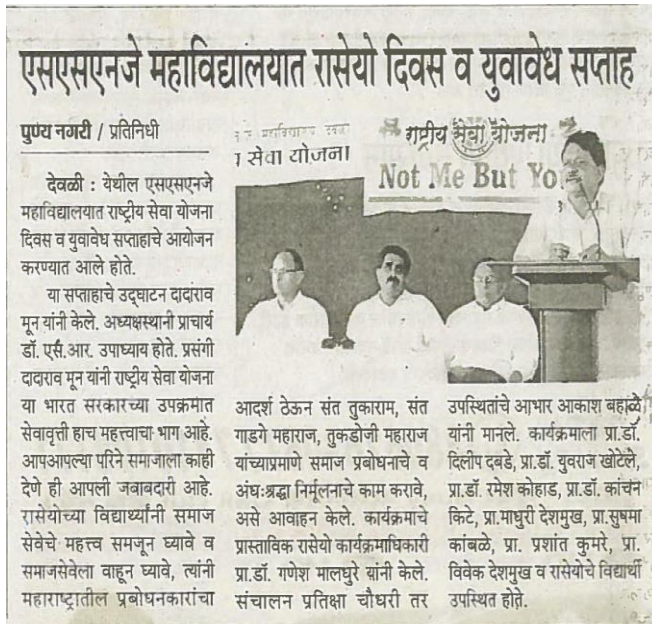 एसएसएनजे महाविद्यालयात रासेयो दिवस व युवावेध सप्ताह
पुण्य नगरी / प्रतिनिधी
देवळी : येथील एसएसएनजे
महाविद्यालयात राष्ट्रीय सेवा योजना
दिवस व युवावेध सप्ताहाचे आयोजन
करण्यात आले होते.
या सप्ताहाचे उद्घाटन दादाराव
मून यांनी केले. अध्यक्षस्थानी प्राचार्य
डॉ. एस.आर. उपाध्याय होते. प्रसंगी
दादाराव मून यांनी राष्ट्रीय सेवा योजना
या भारत सरकारच्या उपक्रमात
सेवावृत्ती हाच महत्त्वाचा भाग आहे.
आपआपल्या परिने समाजाला काही
देणे ही आपली जबाबदारी आहे.
रासेयोच्या विद्यार्थ्यांनी समाज
सेवेचे महत्त्व समजून घ्यावे व
समाजसेवेला वाहून घ्यावे, त्यांनी
महाराष्ट्रातील प्रबोधनकारांचा
सेवा योजना
राष्ट्रीय सेवा योजना
Not Me But Yo
आदर्श ठेऊन संत तुकाराम, संत
गाडगे महाराज, तुकडोजी महाराज
यांच्याप्रमाणे समाज प्रबोधनाचे व
अंधःश्रद्धा निर्मूलनाचे काम करावे,
असे आवाहन केले. कार्यक्रमाचे
प्रास्ताविक रासेयो कार्यक्रमाधिकारी
प्रा.डॉ. गणेश मालधुरे यांनी केले.
संचालन प्रतिक्षा चौधरी तर
उपस्थितांचे आभार आकाश बहाळे
यांनी मानले. कार्यक्रमाला प्रा.डॉ.
दिलीप दबडे, प्रा.डॉ. युवराज खोटेले,
प्रा.डॉ. रमेश कोहाड, प्रा.डॉ. कांचन
किटे, प्रा.माधुरी देशमुख, प्रा.सुषमा
कांबळे, प्रा. प्रशांत कुमरे, प्रा.
विवेक देशमुख व रासेयोचे विद्यार्थी
उपस्थित होते.